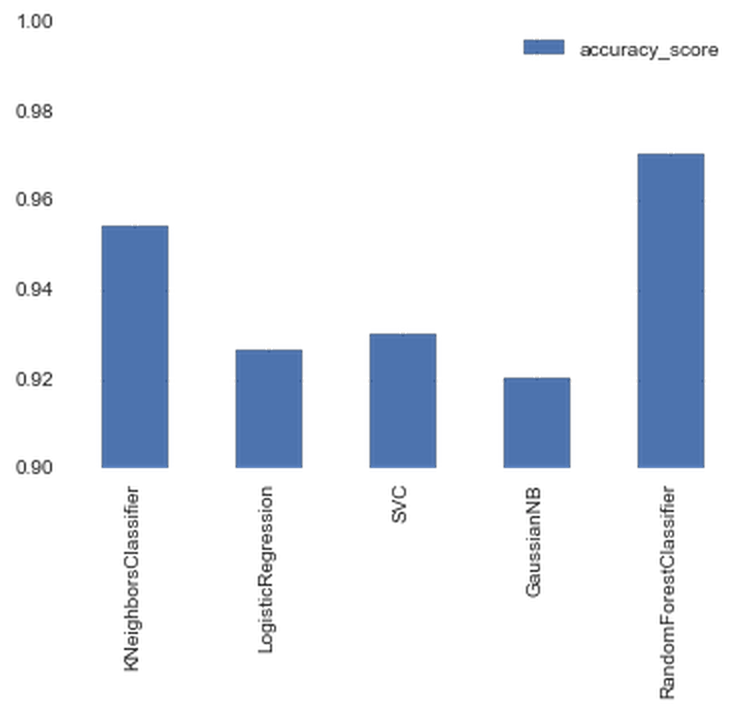 1.00
accuracy_score
0.98
0.96
0.94
0.92
0.90
KNeighborsClassifier
LogisticRegression
SVC
GaussianNB
RandomForestClassifier